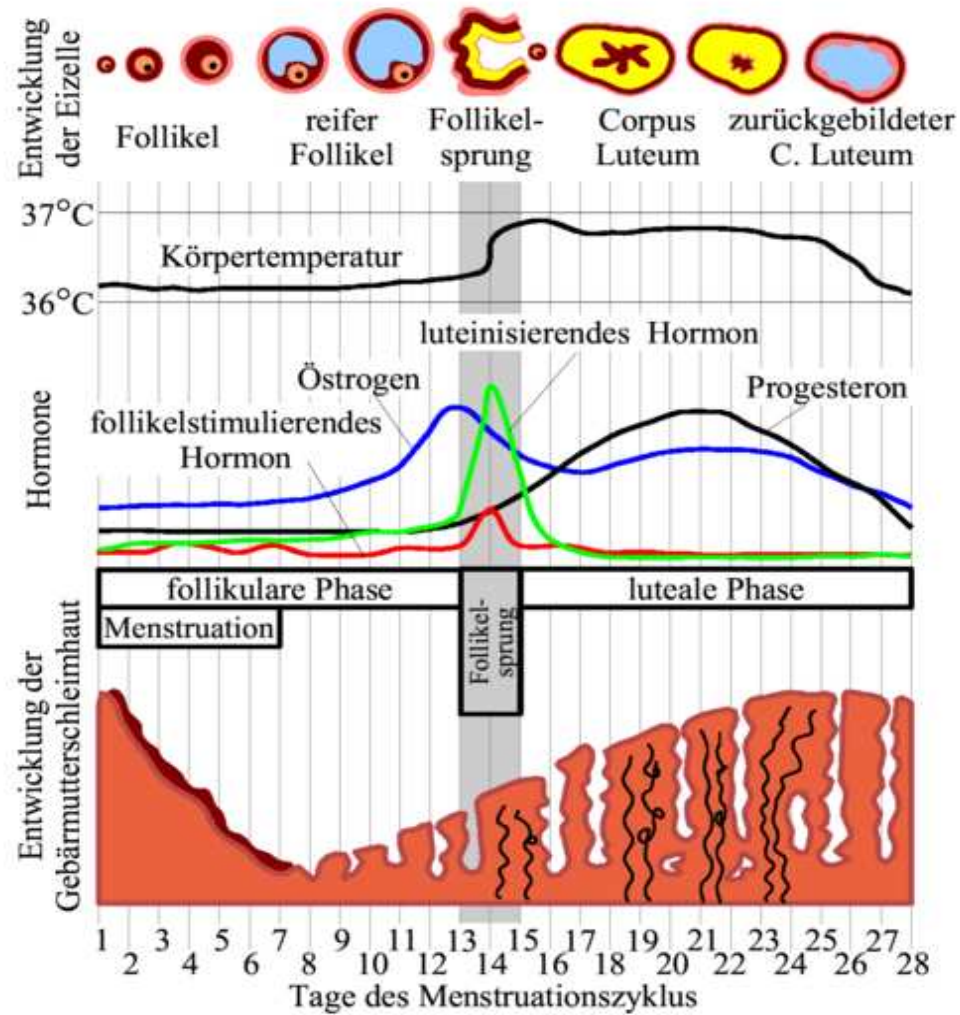 Entwicklung
der Eizelle
Follikel
reifer
Follikel
Follikel-
sprung
Corpus
Luteum
zurückgebildeter
C. Luteum
37°C
Körpertemperatur
36°C
luteinisierendes Hormon
Östrogen
Progesteron
follikelstimulierendes
Hormon
Hormone
follikulare Phase
luteale Phase
Menstruation
Follikel-
sprung
Entwicklung der
Gebärmutterschleimhaut
1 3 5 7 9 11 13 15 17 19 21 23 25 27
2 4 6 8 10 12 14 16 18 20 22 24 26 28
Tage des Menstruationszyklus